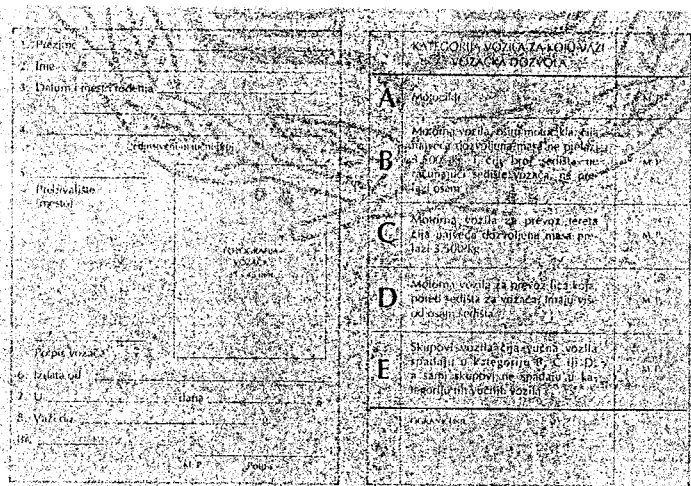 1. Prezime
2. Ime
3. Datum i mesto rođenja
4.
5.
Prebivalište
(mesto)
FOTOGRAFIJA
VOZAČA
Potpis vozača
6. Izdata od
7. U dana
8. Važi do
Br.
M. P. Potpis
KATEGORIJA VOZILA ZA KOJU VAŽI
VOZAČKA DOZVOLA
A
Motocikli
M. P.
B
Motorna vozila, osim motocikla, čija
najveća dozvoljena masa ne prelazi
3.500 kg i čiji broj sedišta, ne
računajući sedište vozača, ne pre-
lazi osam
M. P.
C
Motorna vozila za prevoz tereta
čija najveća dozvoljena masa pre-
lazi 3.500 kg
M. P.
D
Motorna vozila za prevoz lica koja,
pored sedišta za vozača, imaju više
od osam sedišta
M. P.
E
Skupovi vozila čija vučna vozila
spadaju u kategoriju B, C ili D,
a sami skupovi ne spadaju u ka-
tegoriju tih vučnih vozila
M. P.
OGRANIČENJE